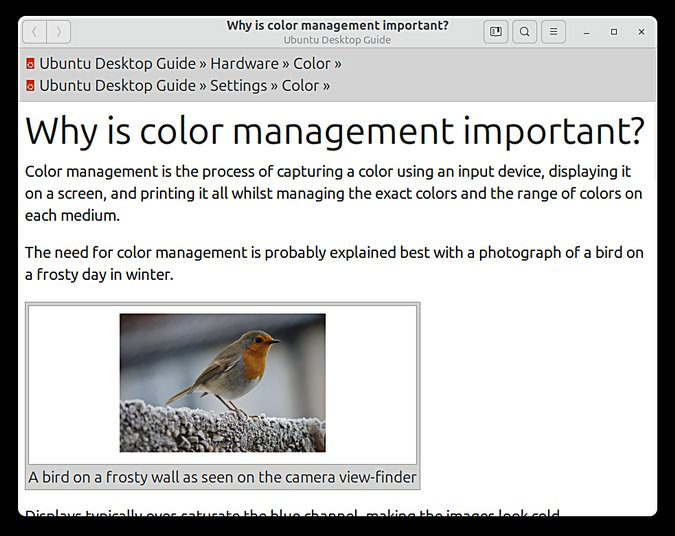 Why is color management important?
Ubuntu Desktop Guide
Ubuntu Desktop Guide » Hardware » Color »
Ubuntu Desktop Guide » Settings » Color »
Why is color management important?
Color management is the process of capturing a color using an input device, displaying it
on a screen, and printing it all whilst managing the exact colors and the range of colors on
each medium.
The need for color management is probably explained best with a photograph of a bird on
a frosty day in winter.
A bird on a frosty wall as seen on the camera view-finder
Displays typically over-saturate the blue channel, making the images look cold.